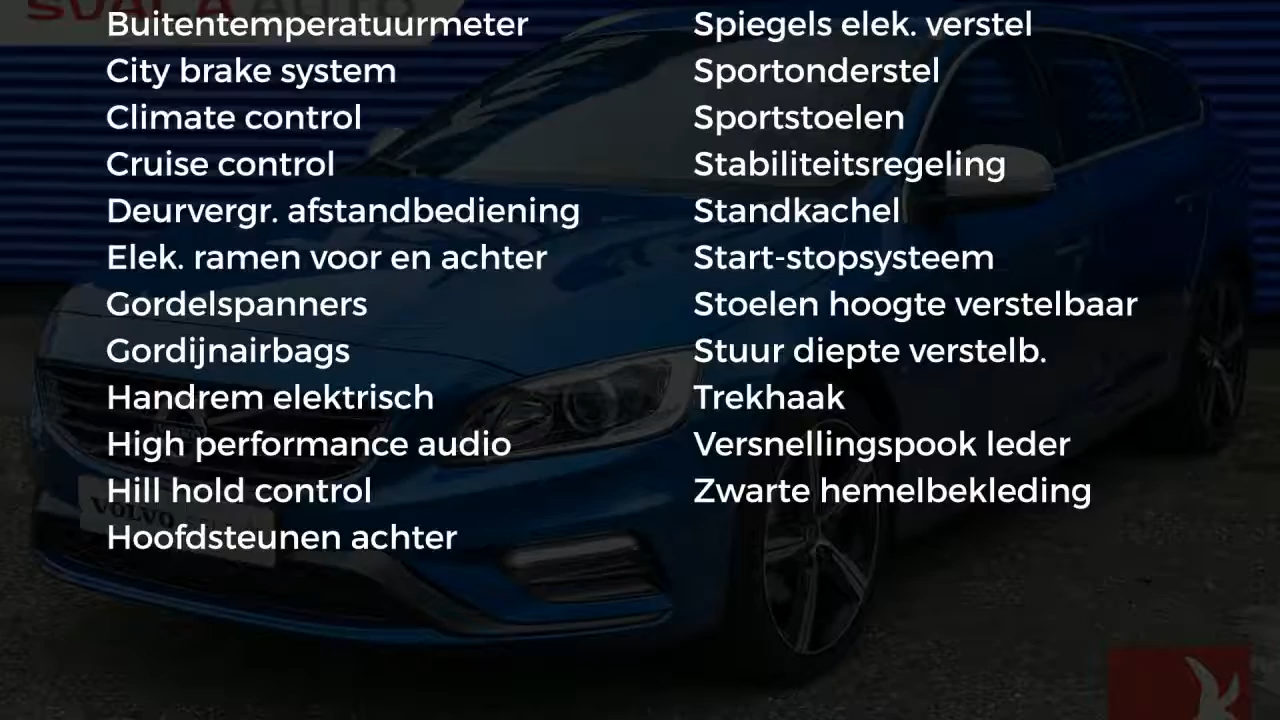 Buitentemperatuurmeter
City brake system
Climate control
Cruise control
Deurvergr. afstandbediening
Elek. ramen voor en achter
Gordelspanners
Gordijnairbags
Handrem elektrisch
High performance audio
Hill hold control
Hoofdsteunen achter
Spiegels elek. verstel
Sportonderstel
Sportstoelen
Stabiliteitsregeling
Standkachel
Start-stopsysteem
Stoelen hoogte verstelbaar
Stuur diepte verstelb.
Trekhaak
Versnellingspook leder
Zwarte hemelbekleding
VOLVO